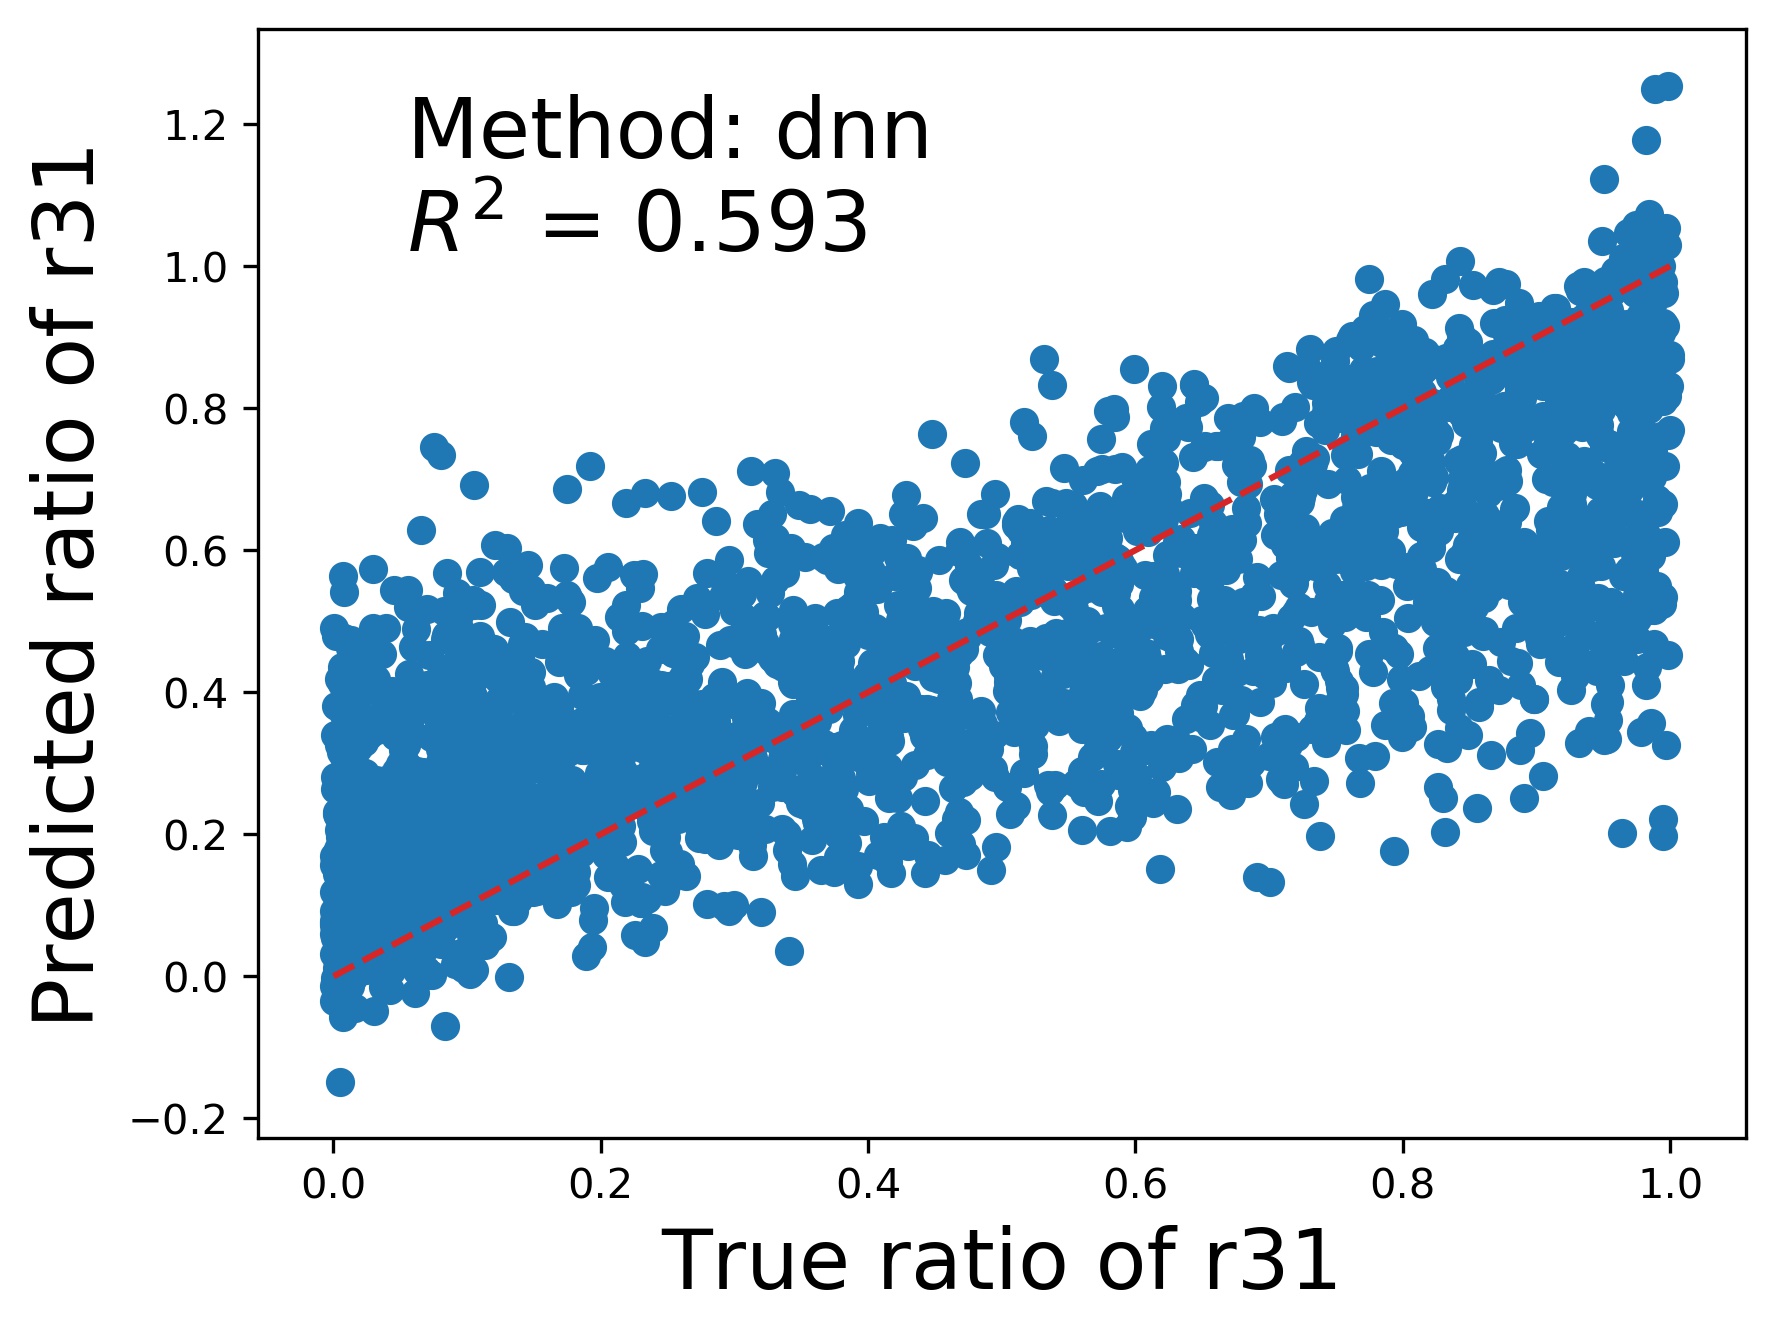 Method: dnn
R² = 0.593
Predicted ratio of r31
1.2
1.0
0.8
0.6
0.4
0.2
0.0
−0.2
0.0 0.2 0.4 0.6 0.8 1.0
True ratio of r31